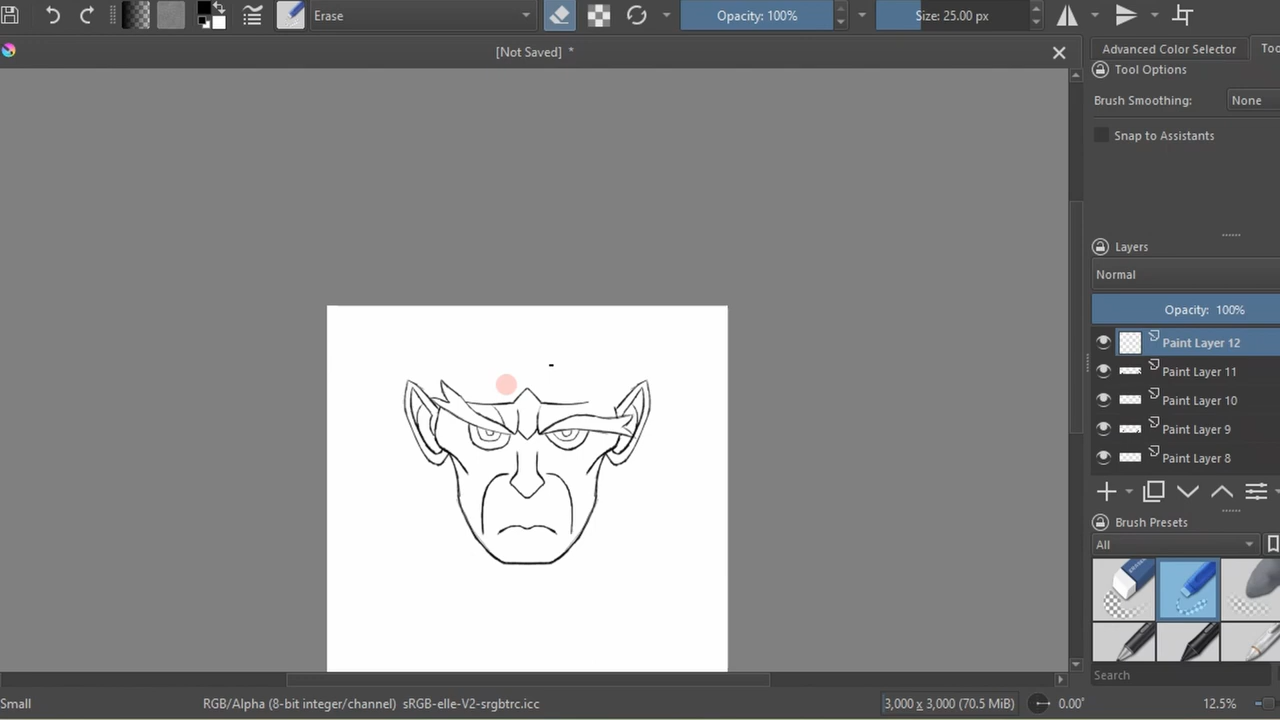 Erase
Opacity: 100%
Size: 25.00 px
[Not Saved] *
Advanced Color Selector
Too
Tool Options
Brush Smoothing:
None
Snap to Assistants
Layers
Normal
Opacity: 100%
Paint Layer 12
Paint Layer 11
Paint Layer 10
Paint Layer 9
Paint Layer 8
Brush Presets
All
Search
Small
RGB/Alpha (8-bit integer/channel) sRGB-elle-V2-srgbtrc.icc
3,000 x 3,000 (70.5 MiB)
0.00°
12.5%